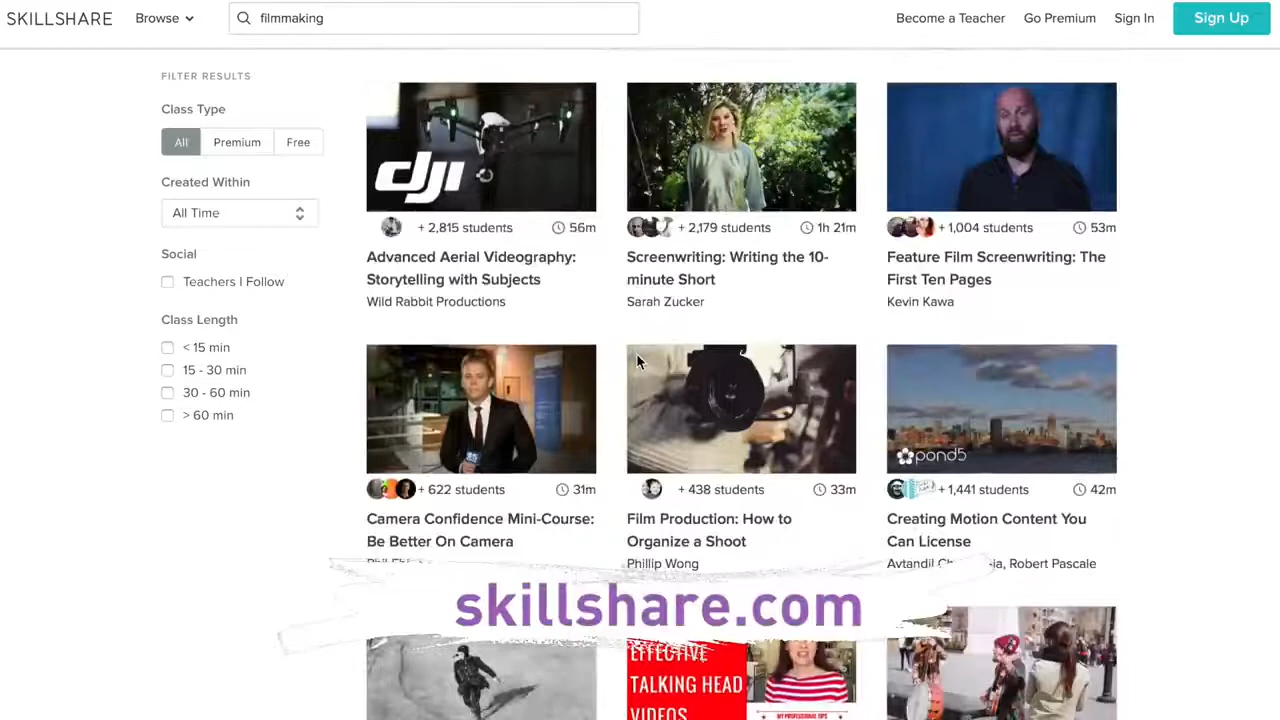 SKILLSHARE Browse filmmaking Become a Teacher Go Premium Sign In Sign Up
FILTER RESULTS
Class Type
All Premium Free
Created Within
All Time
Social
Teachers I Follow
Class Length
< 15 min
15 - 30 min
30 - 60 min
> 60 min
dji
+ 2,815 students 56m
Advanced Aerial Videography:
Storytelling with Subjects
Wild Rabbit Productions
+ 2,179 students 1h 21m
Screenwriting: Writing the 10-
minute Short
Sarah Zucker
+ 1,004 students 53m
Feature Film Screenwriting: The
First Ten Pages
Kevin Kawa
+ 622 students 31m
Camera Confidence Mini-Course:
Be Better On Camera
+ 438 students 33m
Film Production: How to
Organize a Shoot
Phillip Wong
pond5
+ 1,441 students 42m
Creating Motion Content You
Can License
Avtandil Robert Pascale
skillshare.com
EFFECTIVE
TALKING HEAD
VIDEOS
MY PROFESSIONAL TIPS